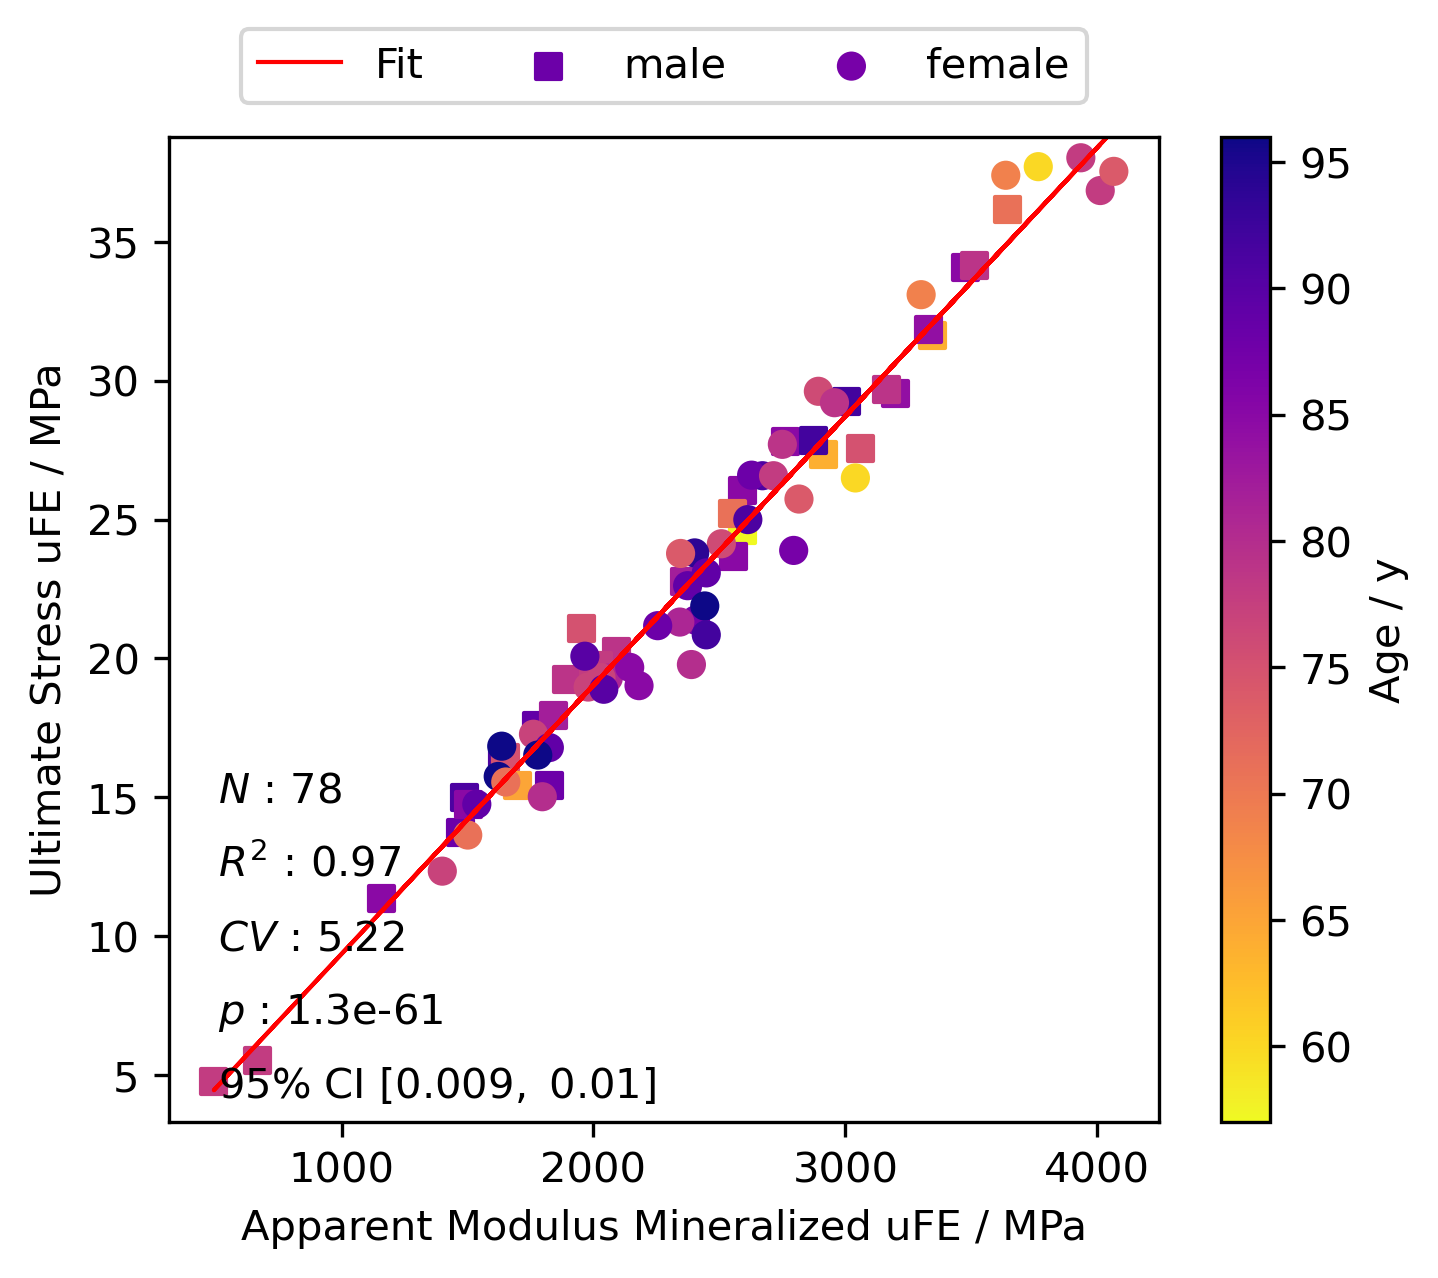 Fit male female
95
35
90
30
85
25
80
20
75
15
70
10
65
5
60
N : 78
R² : 0.97
CV : 5.22
p : 1.3e-61
95% CI [0.009, 0.01]
1000 2000 3000 4000
Apparent Modulus Mineralized uFE / MPa
Ultimate Stress uFE / MPa
Age / y